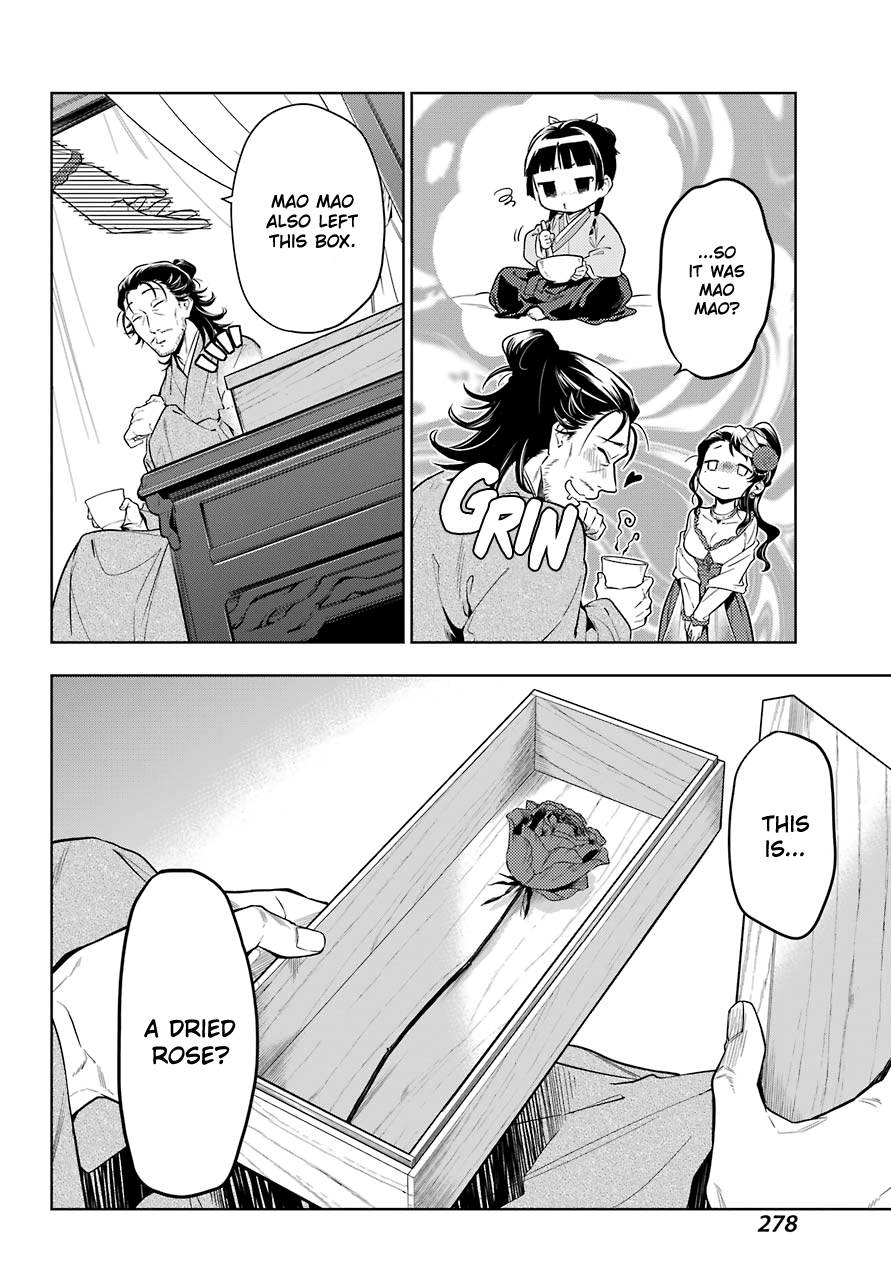 ...SO
IT WAS
MAO
MAO?
GRIN
MAO MAO
ALSO LEFT
THIS BOX.
THIS
IS...
A DRIED
ROSE?
278